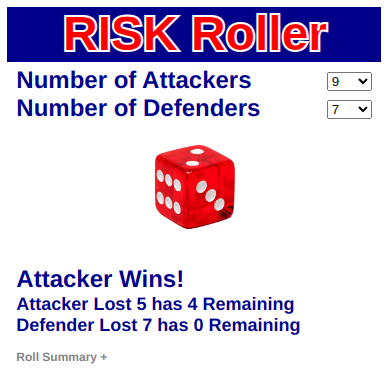 RISK Roller
Number of Attackers 9
Number of Defenders 7
Attacker Wins!
Attacker Lost 5 has 4 Remaining
Defender Lost 7 has 0 Remaining
Roll Summary +